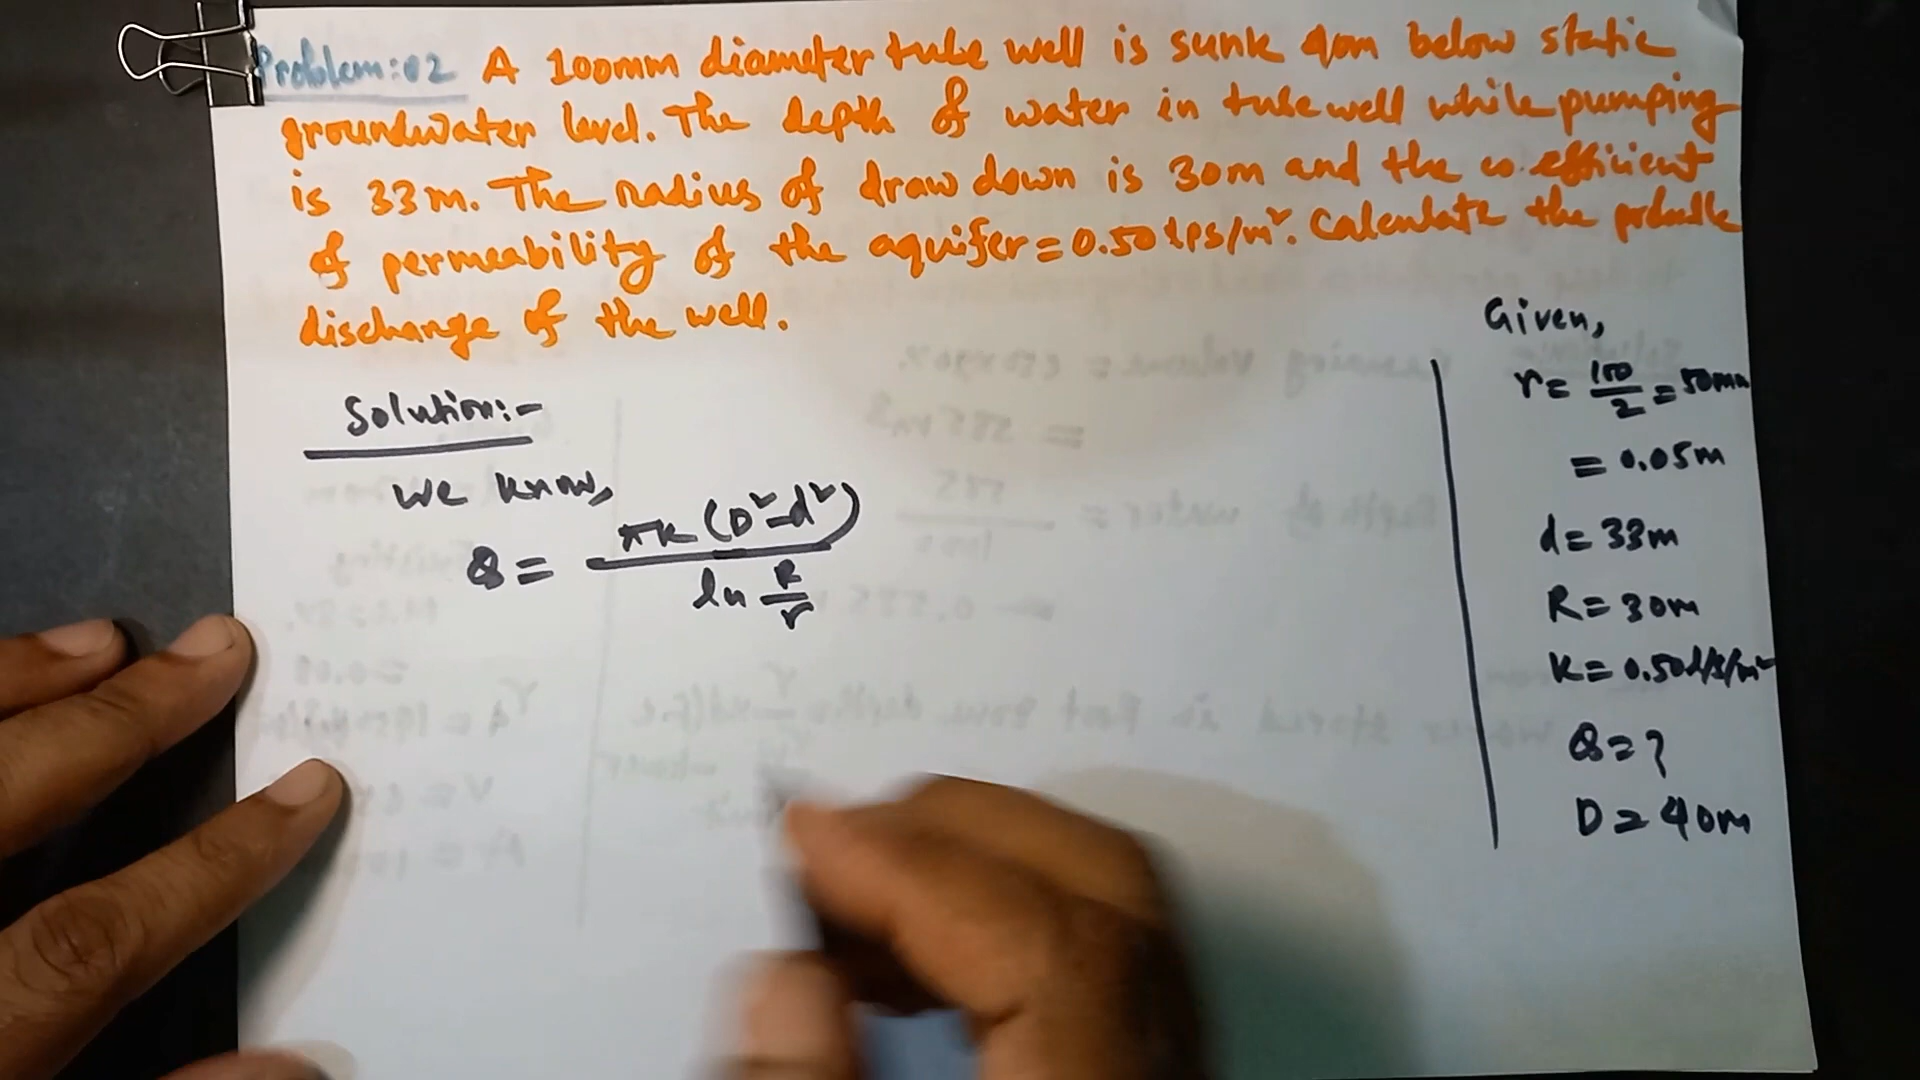 Problem:02 A 100mm diameter tube well is sunk 40m below static
groundwater level. The depth of water in tubewell while pumping
is 33m. The radius of drawdown is 30m and the co.efficient
of permeability of the aquifer=0.50 lps/m². Calculate the
discharge of the well.
Given,
Solution:-
r= 100/2 = 50mm
= 0.05m
We know,
Q = πk (D²-d²) / ln R/r
d= 33m
R= 30m
K= 0.50 l/s/m²
Q= ?
D= 40m